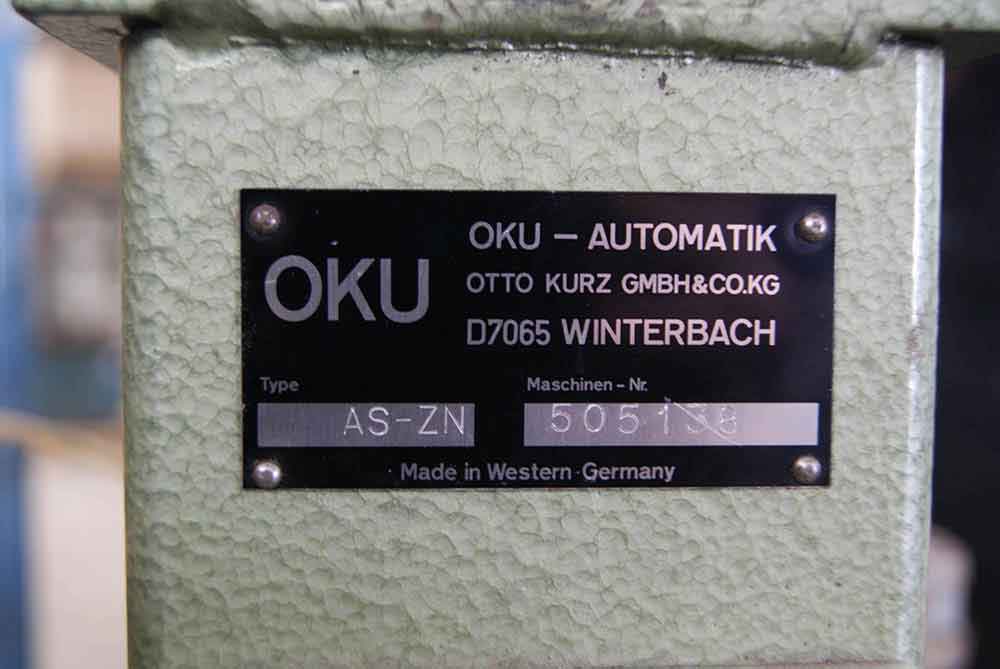 OKU
OKU – AUTOMATIK
OTTO KURZ GMBH&CO.KG
D7065 WINTERBACH
Type
AS-ZN
Maschinen-Nr.
505138
Made in Western Germany